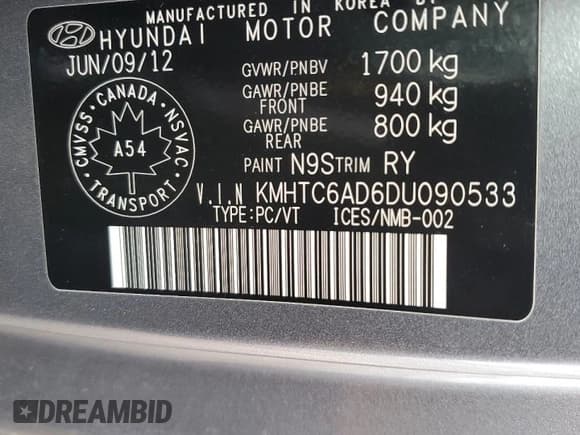 MANUFACTURED IN KOREA BY
HYUNDAI MOTOR COMPANY
JUN/09/12
GVWR/PNBV 1700 kg
GAWR/PNBE FRONT 940 kg
GAWR/PNBE REAR 800 kg
CMVSS CANADA NSVAC
A54
TRANSPORT
PAINT N9S TRIM RY
V.I.N KMHTC6AD6DU090533
TYPE:PC/VT ICES/NMB-002
DREAMBID